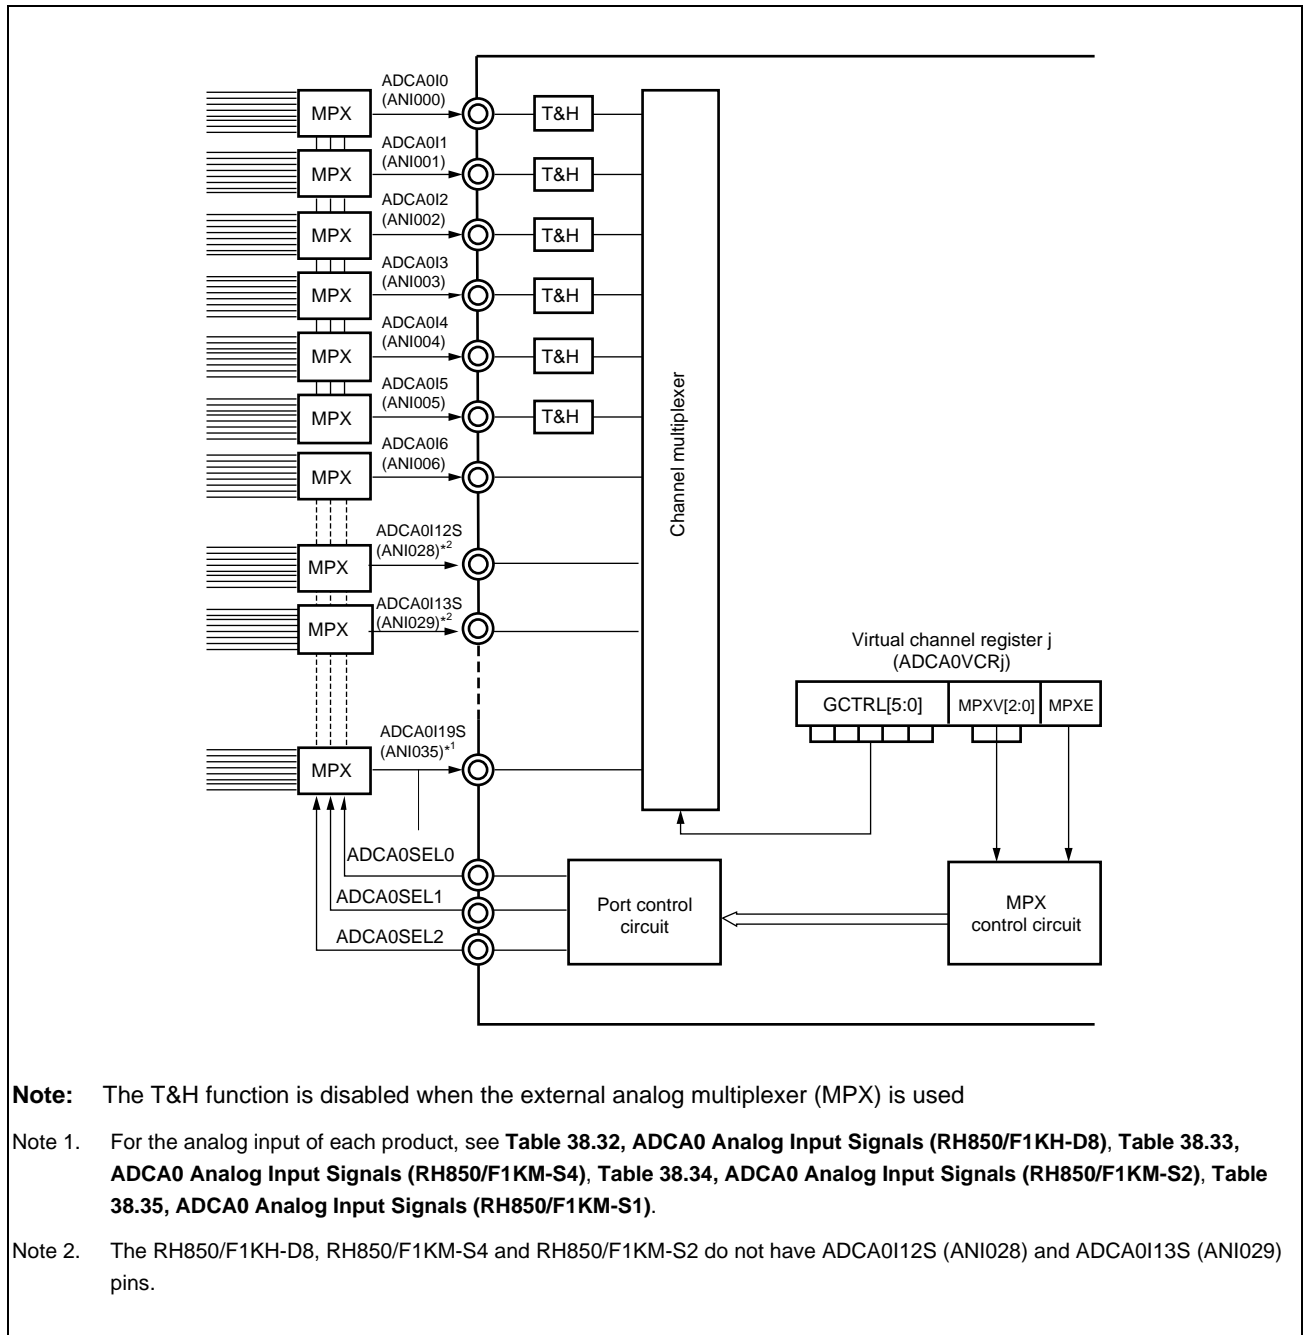 ADCA0I0
(ANI000)
MPX
T&H
ADCA0I1
(ANI001)
MPX
T&H
ADCA0I2
(ANI002)
MPX
T&H
ADCA0I3
(ANI003)
MPX
T&H
ADCA0I4
(ANI004)
MPX
T&H
ADCA0I5
(ANI005)
MPX
T&H
ADCA0I6
(ANI006)
MPX
Channel multiplexer
ADCA0I12S
(ANI028)*2
MPX
ADCA0I13S
(ANI029)*2
MPX
Virtual channel register j
(ADCA0VCRj)
GCTRL[5:0]
MPXV[2:0]
MPXE
ADCA0I19S
(ANI035)*1
MPX
ADCA0SEL0
ADCA0SEL1
ADCA0SEL2
Port control
circuit
MPX
control circuit
Note: The T&H function is disabled when the external analog multiplexer (MPX) is used
Note 1. For the analog input of each product, see Table 38.32, ADCA0 Analog Input Signals (RH850/F1KH-D8), Table 38.33,
ADCA0 Analog Input Signals (RH850/F1KM-S4), Table 38.34, ADCA0 Analog Input Signals (RH850/F1KM-S2), Table
38.35, ADCA0 Analog Input Signals (RH850/F1KM-S1).
Note 2. The RH850/F1KH-D8, RH850/F1KM-S4 and RH850/F1KM-S2 do not have ADCA0I12S (ANI028) and ADCA0I13S (ANI029)
pins.